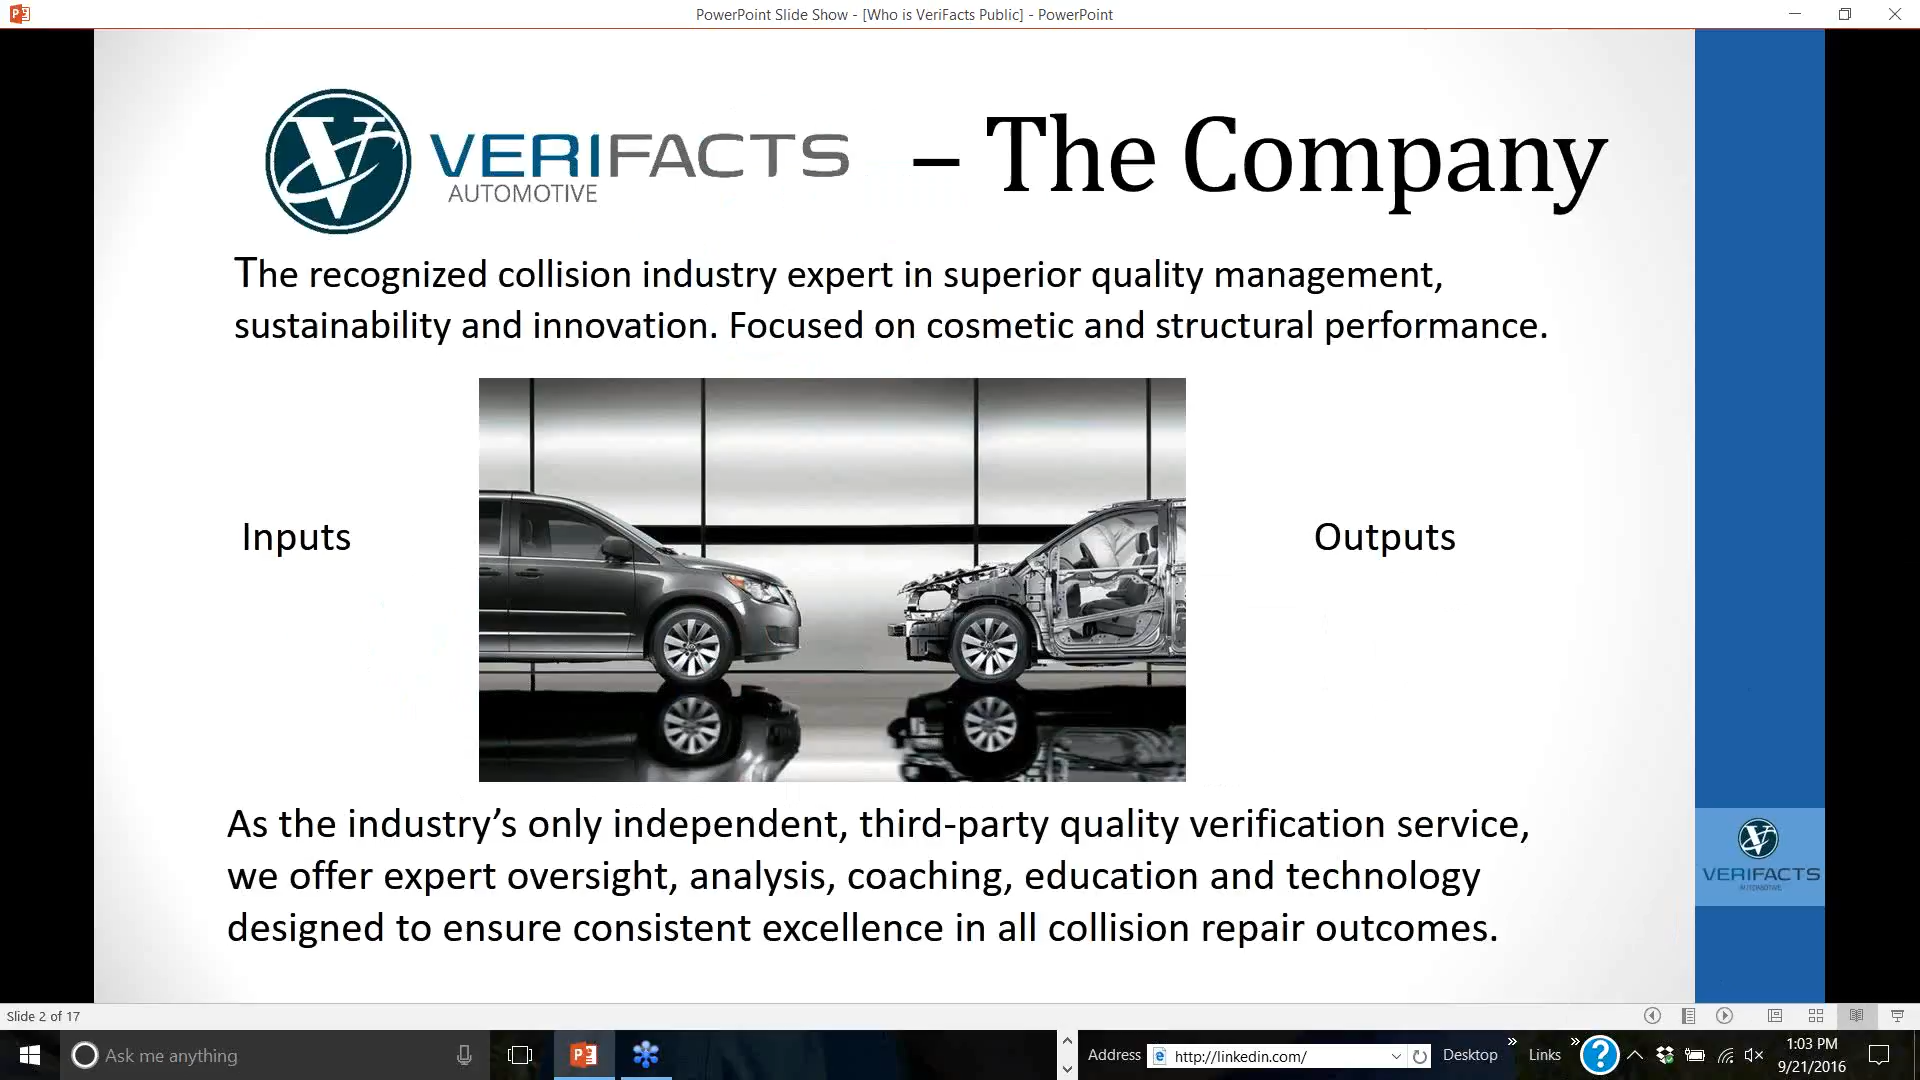 PowerPoint Slide Show - [Who is VeriFacts Public] - PowerPoint
VERIFACTS
AUTOMOTIVE
– The Company
The recognized collision industry expert in superior quality management,
sustainability and innovation. Focused on cosmetic and structural performance.
Inputs
Outputs
As the industry’s only independent, third-party quality verification service,
we offer expert oversight, analysis, coaching, education and technology
designed to ensure consistent excellence in all collision repair outcomes.
VERIFACTS
AUTOMOTIVE
Slide 2 of 17
Ask me anything
Address
http://linkedin.com/
Desktop
Links
1:03 PM
9/21/2016